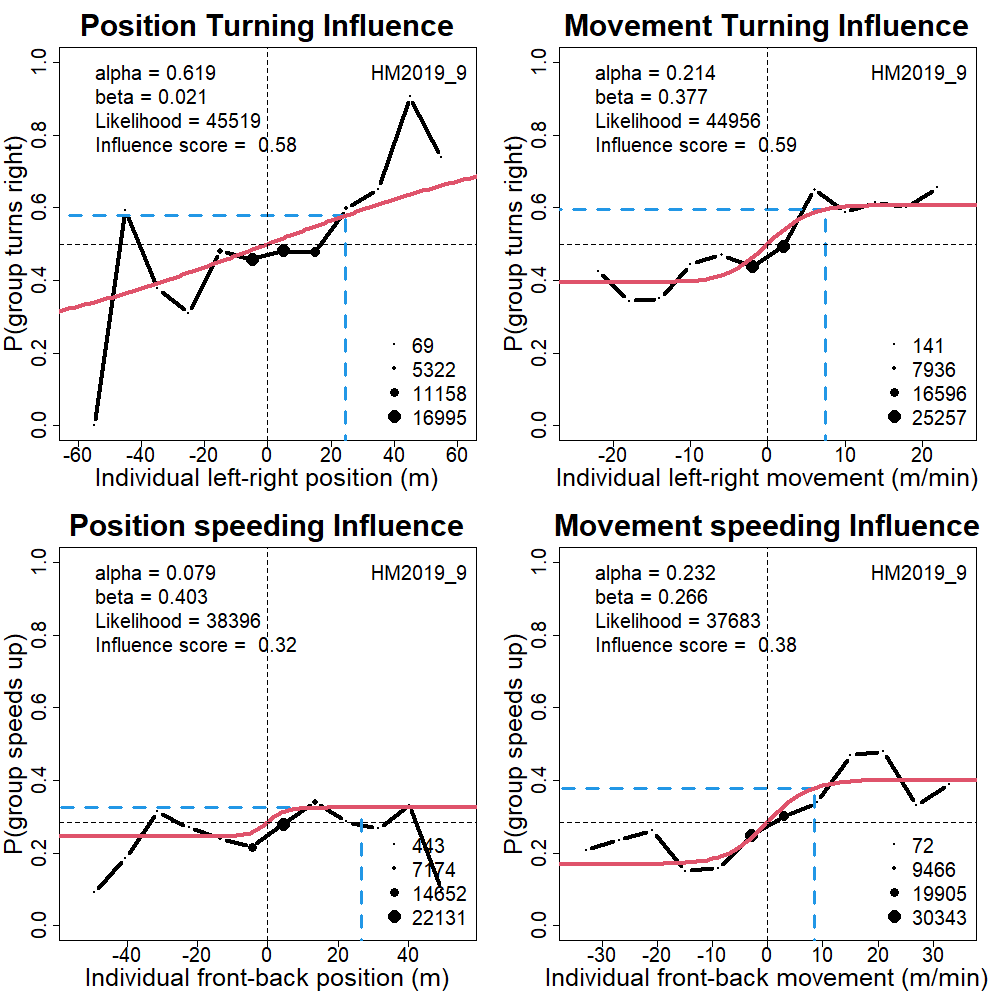 Position Turning Influence
alpha = 0.619
HM2019_9
beta = 0.021
Likelihood = 45519
Influence score = 0.58
P(group turns right)
0.0 0.2 0.4 0.6 0.8 1.0
69
5322
11158
16995
-60 -40 -20 0 20 40 60
Individual left-right position (m)
Movement Turning Influence
alpha = 0.214
HM2019_9
beta = 0.377
Likelihood = 44956
Influence score = 0.59
P(group turns right)
0.0 0.2 0.4 0.6 0.8 1.0
141
7936
16596
25257
-20 -10 0 10 20
Individual left-right movement (m/min)
Position speeding Influence
alpha = 0.079
HM2019_9
beta = 0.403
Likelihood = 38396
Influence score = 0.32
P(group speeds up)
0.0 0.2 0.4 0.6 0.8 1.0
443
7174
14652
22131
-40 -20 0 20 40
Individual front-back position (m)
Movement speeding Influence
alpha = 0.232
HM2019_9
beta = 0.266
Likelihood = 37683
Influence score = 0.38
P(group speeds up)
0.0 0.2 0.4 0.6 0.8 1.0
72
9466
19905
30343
-30 -20 -10 0 10 20 30
Individual front-back movement (m/min)